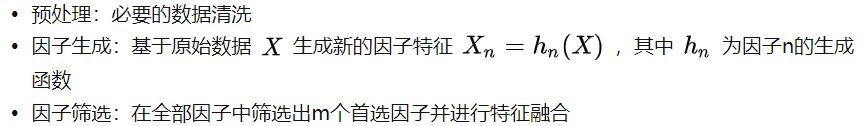 • 预处理：必要的数据清洗
• 因子生成：基于原始数据 X 生成新的因子特征 Xₙ = hₙ(X) ，其中 hₙ 为因子n的生成
函数
• 因子筛选：在全部因子中筛选出m个首选因子并进行特征融合